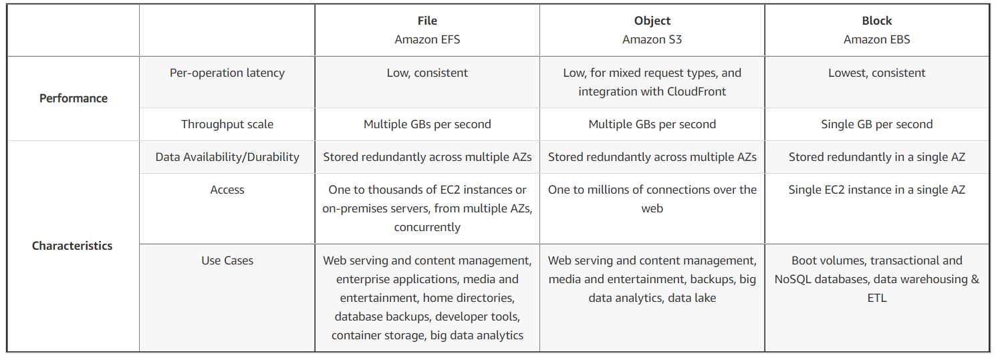 File
Amazon EFS
Object
Amazon S3
Block
Amazon EBS
Performance
Per-operation latency
Low, consistent
Low, for mixed request types, and
integration with CloudFront
Lowest, consistent
Throughput scale
Multiple GBs per second
Multiple GBs per second
Single GB per second
Characteristics
Data Availability/Durability
Stored redundantly across multiple AZs
Stored redundantly across multiple AZs
Stored redundantly in a single AZ
Access
One to thousands of EC2 instances or
on-premises servers, from multiple AZs,
concurrently
One to millions of connections over the
web
Single EC2 instance in a single AZ
Use Cases
Web serving and content management,
enterprise applications, media and
entertainment, home directories,
database backups, developer tools,
container storage, big data analytics
Web serving and content management,
media and entertainment, backups, big
data analytics, data lake
Boot volumes, transactional and
NoSQL databases, data warehousing &
ETL